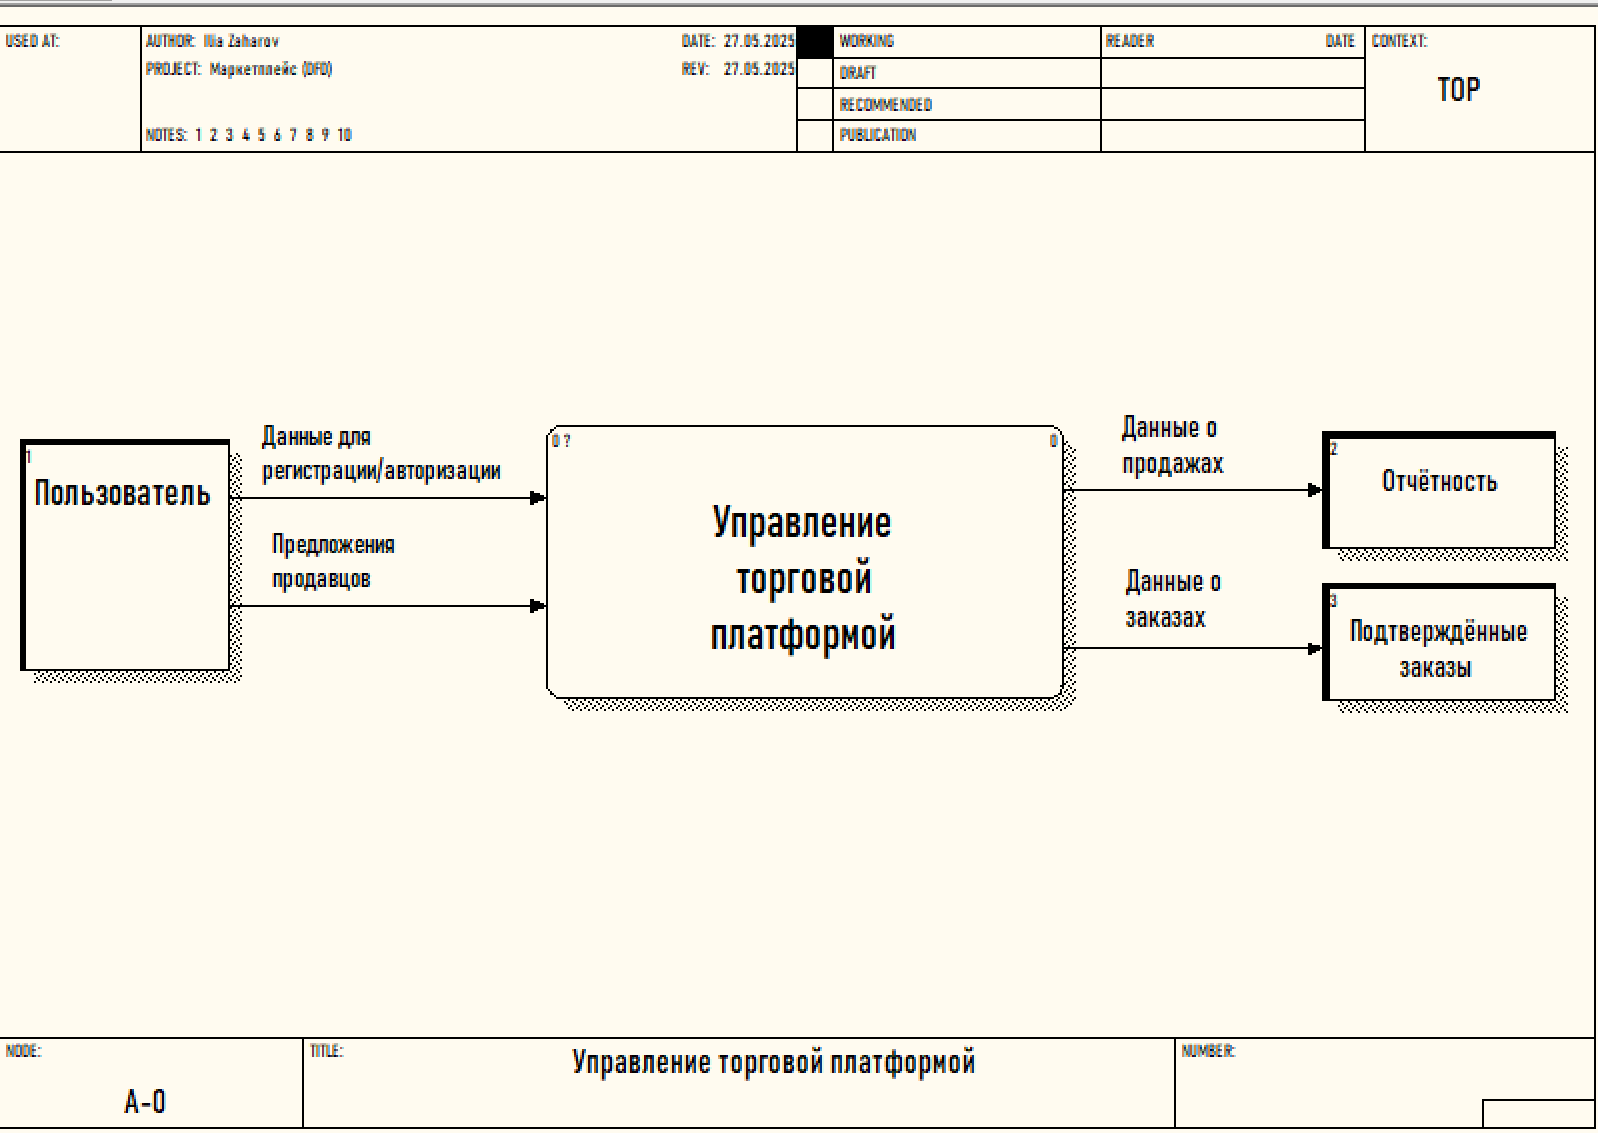 USED AT:
AUTHOR: Ilia Zaharov
DATE: 27.05.2025
PROJECT: Маркетплейс (DFD)
REV: 27.05.2025
NOTES: 1 2 3 4 5 6 7 8 9 10
WORKING
DRAFT
RECOMMENDED
PUBLICATION
READER DATE
CONTEXT:
TOP
1
Пользователь
Данные для
регистрации/авторизации
Предложения
продавцов
0 ? 0
Управление
торговой
платформой
Данные о
продажах
Данные о
заказах
2
Отчётность
3
Подтверждённые
заказы
NODE:
A-0
TITLE:
Управление торговой платформой
NUMBER: